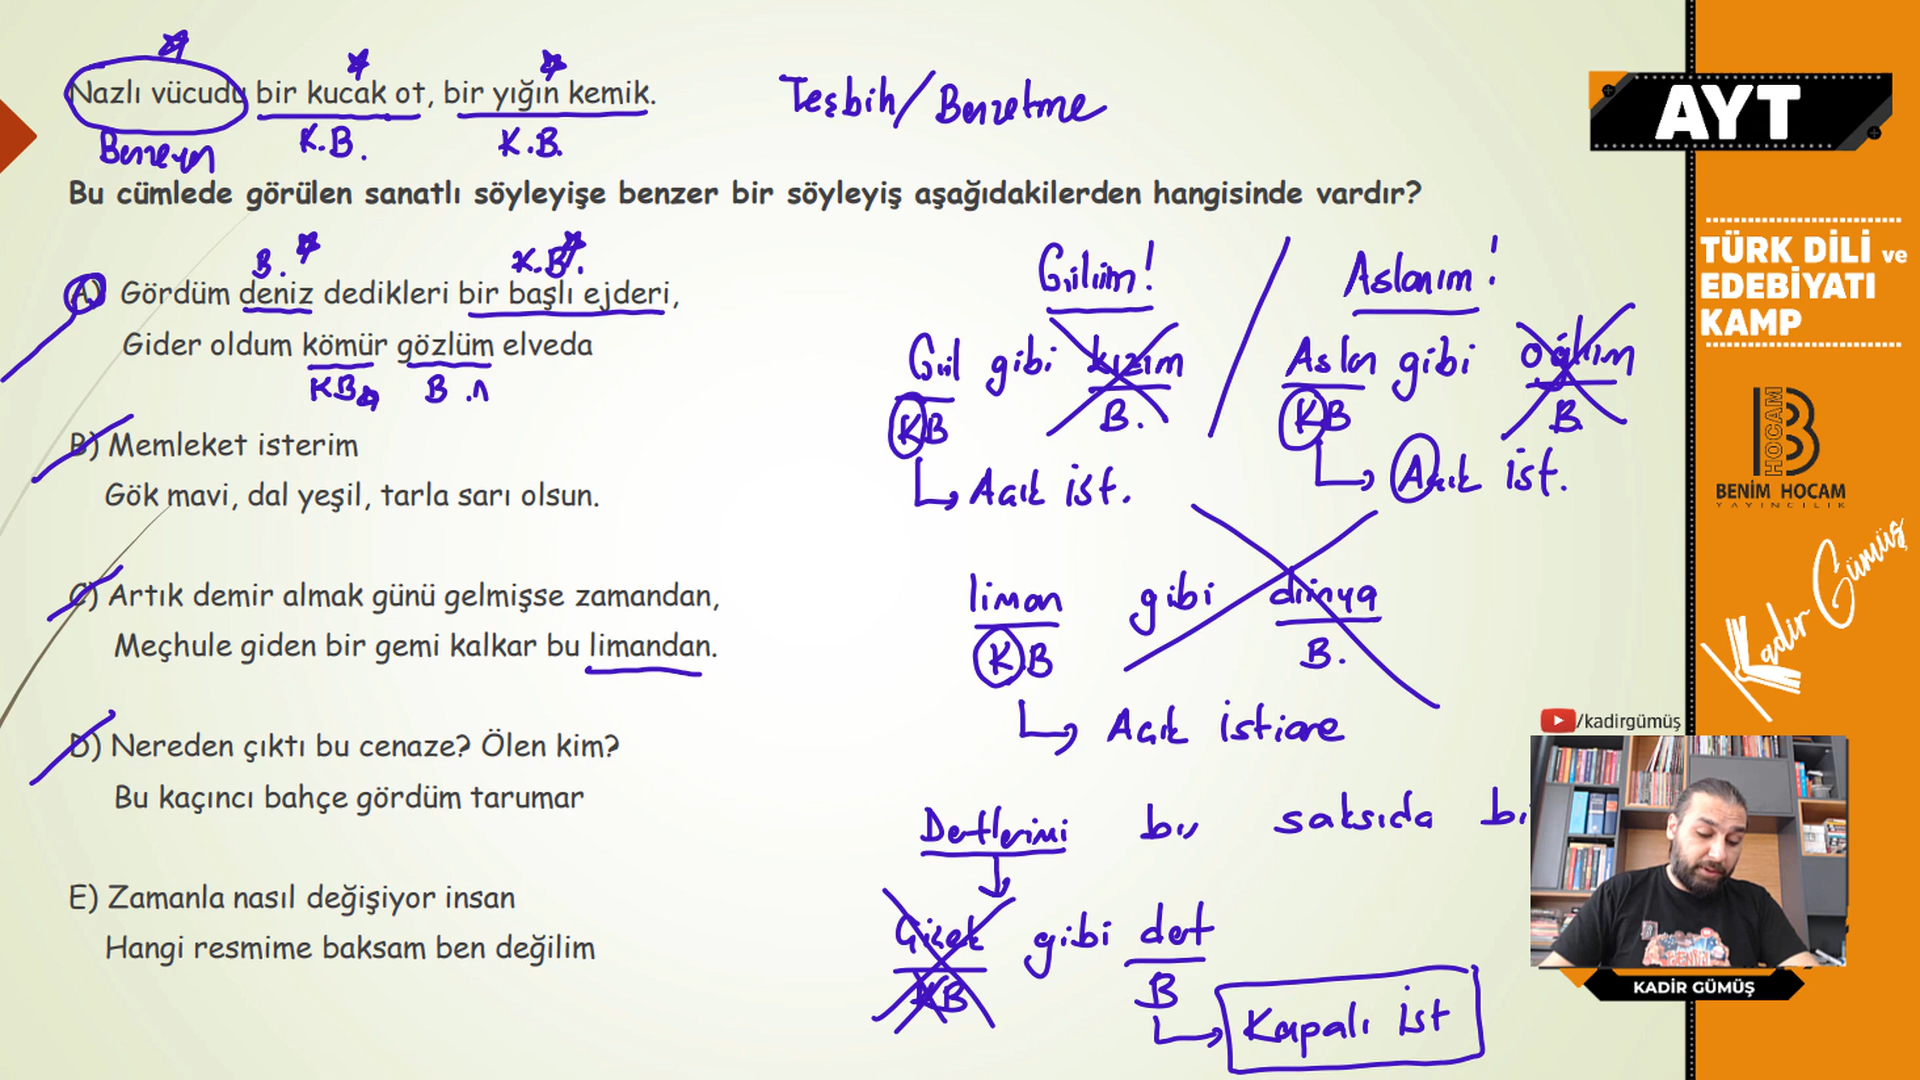 Nazlı vücudu bir kucak ot, bir yığın kemik.
Benzeyen
K.B.
K.B.
Teşbih/Benzetme
Bu cümlede görülen sanatlı söyleyişe benzer bir söyleyiş aşağıdakilerden hangisinde vardır?
B.
K.B.
A) Gördüm deniz dedikleri bir başlı ejderi,
Gider oldum kömür gözlüm elveda
KB
B.
B) Memleket isterim
Gök mavi, dal yeşil, tarla sarı olsun.
C) Artık demir almak günü gelmişse zamandan,
Meçhule giden bir gemi kalkar bu limandan.
D) Nereden çıktı bu cenaze? Ölen kim?
Bu kaçıncı bahçe gördüm tarumar
E) Zamanla nasıl değişiyor insan
Hangi resmime baksam ben değilim
Gülüm!
Gül gibi kızım
KB
B.
Açık ist.
Aslanım!
Aslan gibi oğlum
KB
B
Açık ist.
liman gibi dünya
KB
B.
Açık istiare
Dertlerimi bu saksıda bi
Çiçek gibi dert
KB
B
Kapalı ist
AYT
TÜRK DİLİ ve
EDEBİYATI
KAMP
HOCAM
BENİM HOCAM
YAYINCILIK
Kadir Gümüş
/kadirgümüş
KADİR GÜMÜŞ